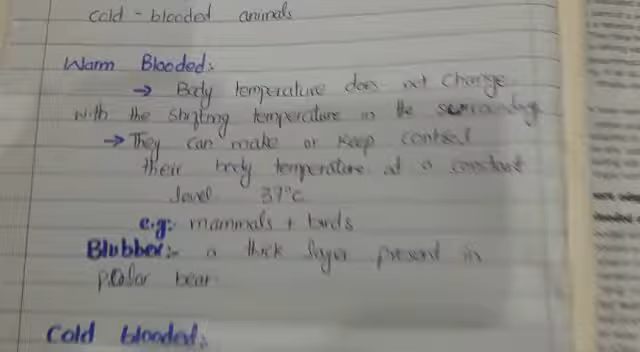 cold-blooded animals
Warm Blooded:
→ Body temperature does not change
with the shifting temperature in the surrounding
→ They can make or keep control
their body temperature at a constant
level 37°C
e.g: mammals + birds
Blubber:- a thick layer present in
polar bear
Cold blooded: